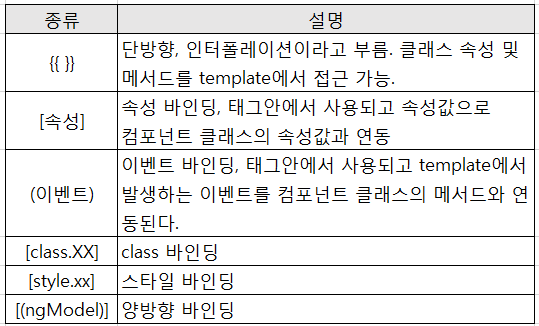 종류 설명
{{ }} 단방향, 인터폴레이션이라고 부름. 클래스 속성 및
메서드를 template에서 접근 가능.
[속성] 속성 바인딩, 태그안에서 사용되고 속성값으로
컴포넌트 클래스의 속성값과 연동
(이벤트) 이벤트 바인딩, 태그안에서 사용되고 template에서
발생하는 이벤트를 컴포넌트 클래스의 메서드와 연
동된다.
[class.XX] class 바인딩
[style.xx] 스타일 바인딩
[(ngModel)] 양방향 바인딩